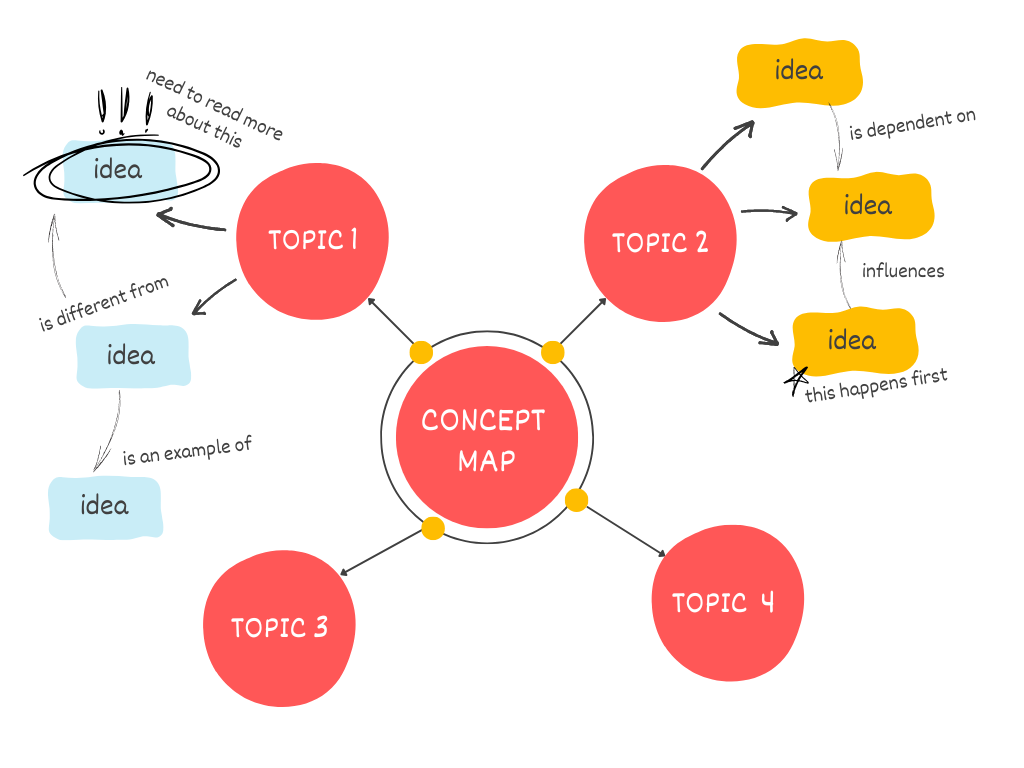 need to read more
about this
!!!
idea
TOPIC 1
is different from
idea
is an example of
idea
idea
is dependent on
TOPIC 2
idea
influences
idea
this happens first
CONCEPT
MAP
TOPIC 3
TOPIC 4